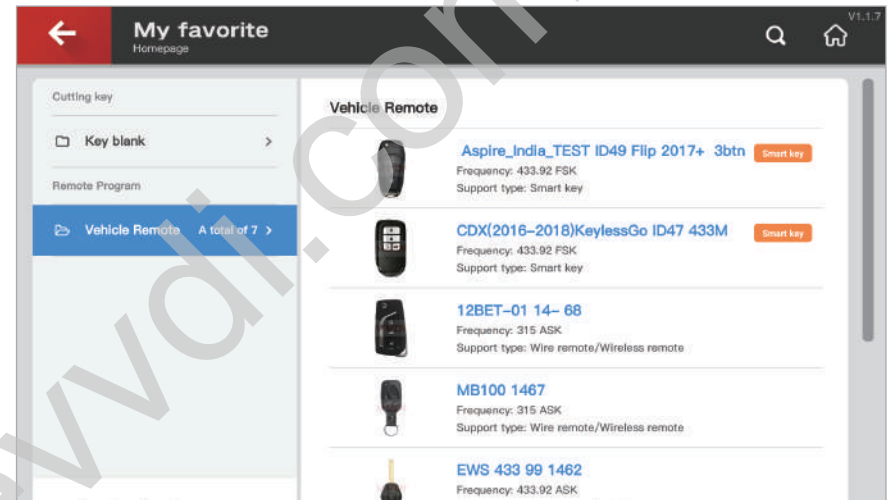 My favorite
Homepage
V1.1.7
Cutting key
Key blank
Remote Program
Vehicle Remote A total of 7
Vehicle Remote
Aspire_India_TEST ID49 Flip 2017+ 3btn Smart key
Frequency: 433.92 FSK
Support type: Smart key
CDX(2016-2018)KeylessGo ID47 433M Smart key
Frequency: 433.92 FSK
Support type: Smart key
12BET-01 14- 68
Frequency: 315 ASK
Support type: Wire remote/Wireless remote
MB100 1467
Frequency: 315 ASK
Support type: Wire remote/Wireless remote
EWS 433 99 1462
Frequency: 433.92 ASK
evvdi.com